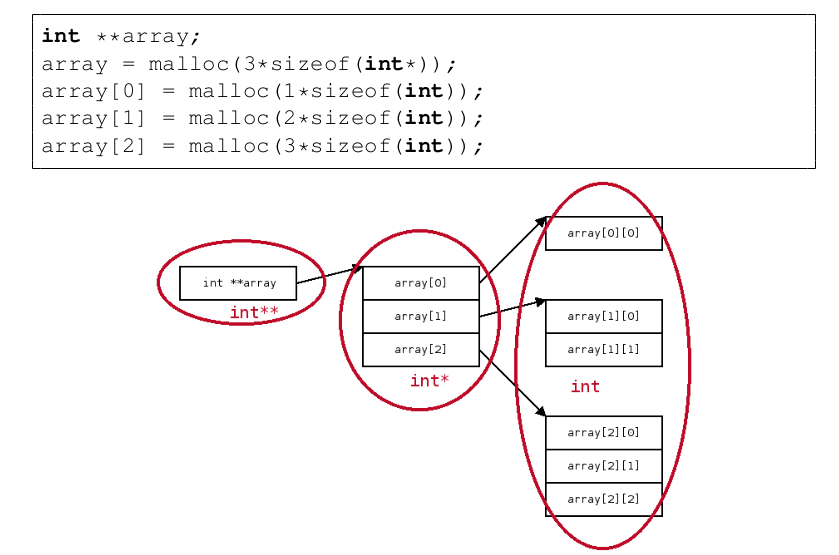 int **array;
array = malloc(3*sizeof(int*));
array[0] = malloc(1*sizeof(int));
array[1] = malloc(2*sizeof(int));
array[2] = malloc(3*sizeof(int));
int **array
int**
array[0]
array[1]
array[2]
int*
array[0][0]
array[1][0]
array[1][1]
int
array[2][0]
array[2][1]
array[2][2]